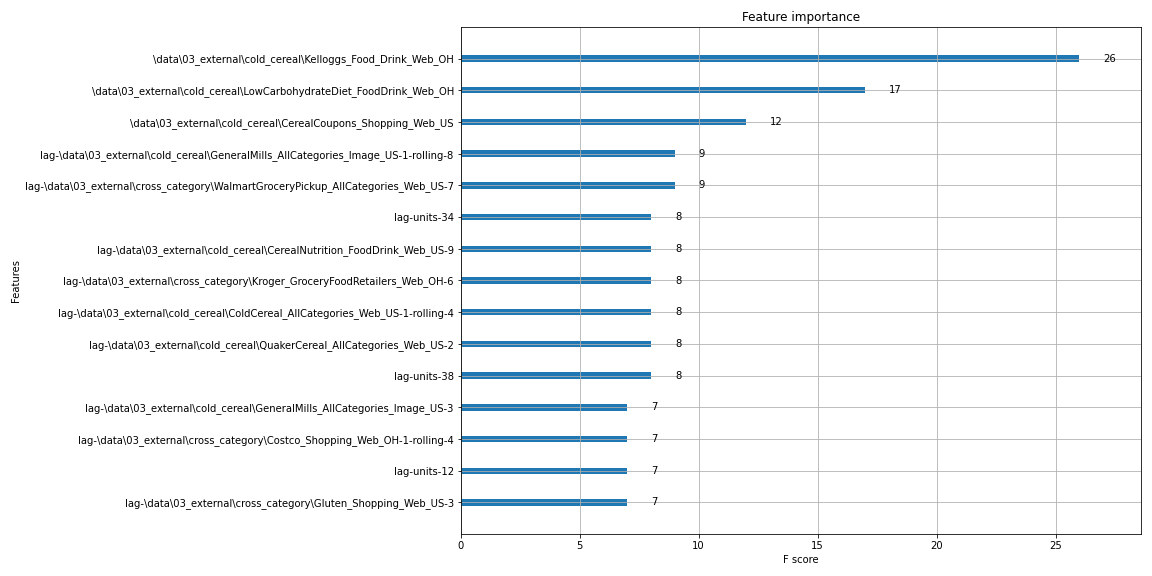 Feature importance
\data\03_external\cold_cereal\Kelloggs_Food_Drink_Web_OH 26
\data\03_external\cold_cereal\LowCarbohydrateDiet_FoodDrink_Web_OH 17
\data\03_external\cold_cereal\CerealCoupons_Shopping_Web_US 12
lag-\data\03_external\cold_cereal\GeneralMills_AllCategories_Image_US-1-rolling-8 9
lag-\data\03_external\cross_category\WalmartGroceryPickup_AllCategories_Web_US-7 9
lag-units-34 8
lag-\data\03_external\cold_cereal\CerealNutrition_FoodDrink_Web_US-9 8
lag-\data\03_external\cross_category\Kroger_GroceryFoodRetailers_Web_OH-6 8
lag-\data\03_external\cold_cereal\ColdCereal_AllCategories_Web_US-1-rolling-4 8
lag-\data\03_external\cold_cereal\QuakerCereal_AllCategories_Web_US-2 8
lag-units-38 8
lag-\data\03_external\cold_cereal\GeneralMills_AllCategories_Image_US-3 7
lag-\data\03_external\cross_category\Costco_Shopping_Web_OH-1-rolling-4 7
lag-units-12 7
lag-\data\03_external\cross_category\Gluten_Shopping_Web_US-3 7
Features
0 5 10 15 20 25
F score